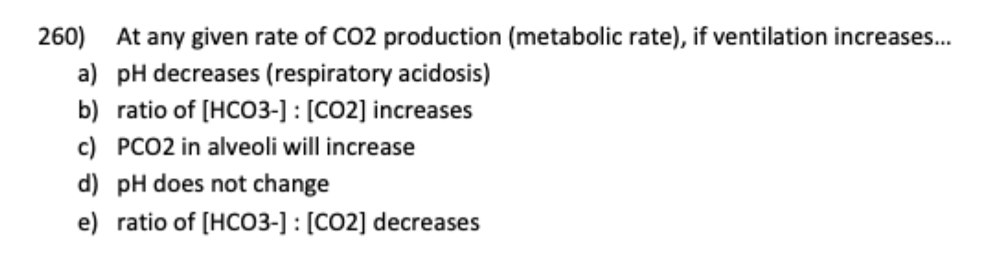 260) At any given rate of CO2 production (metabolic rate), if ventilation increases...
a) pH decreases (respiratory acidosis)
b) ratio of [HCO3-] : [CO2] increases
c) PCO2 in alveoli will increase
d) pH does not change
e) ratio of [HCO3-] : [CO2] decreases